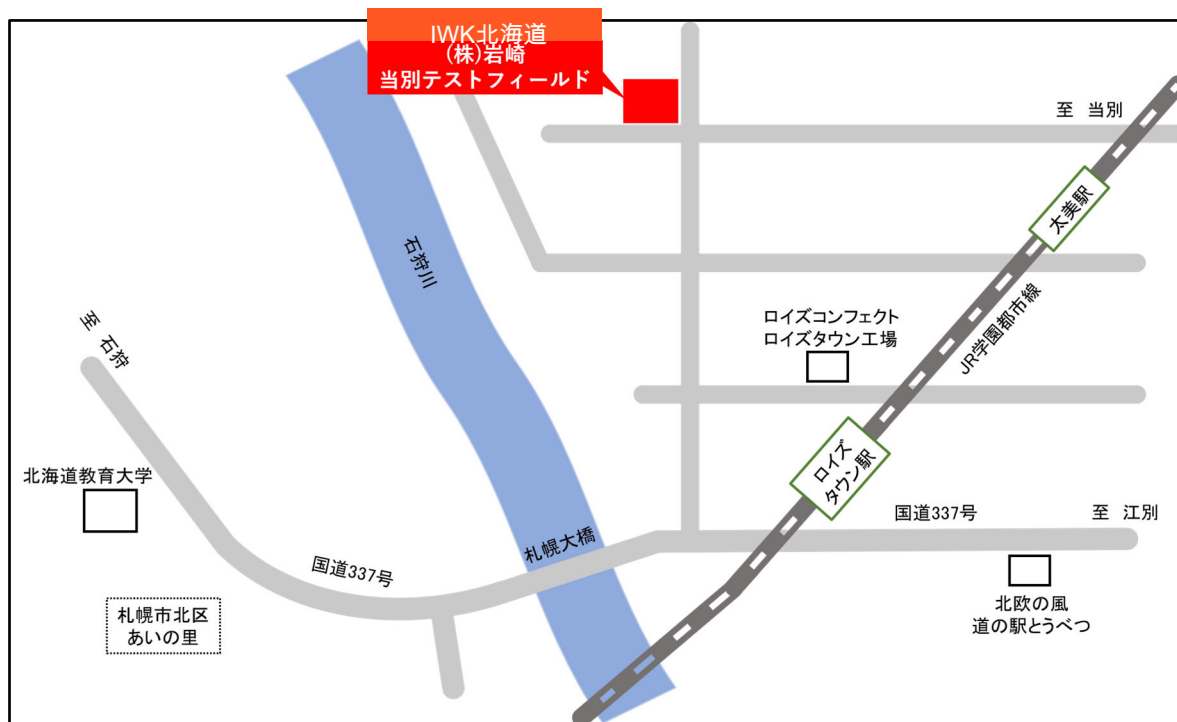 IWK北海道
(株)岩崎
当別テストフィールド
至 当別
太美駅
石狩川
JR学園都市線
ロイズコンフェクト
ロイズタウン工場
至 石狩
ロイズ
タウン駅
北海道教育大学
国道337号
至 江別
札幌大橋
国道337号
札幌市北区
あいの里
北欧の風
道の駅とうべつ